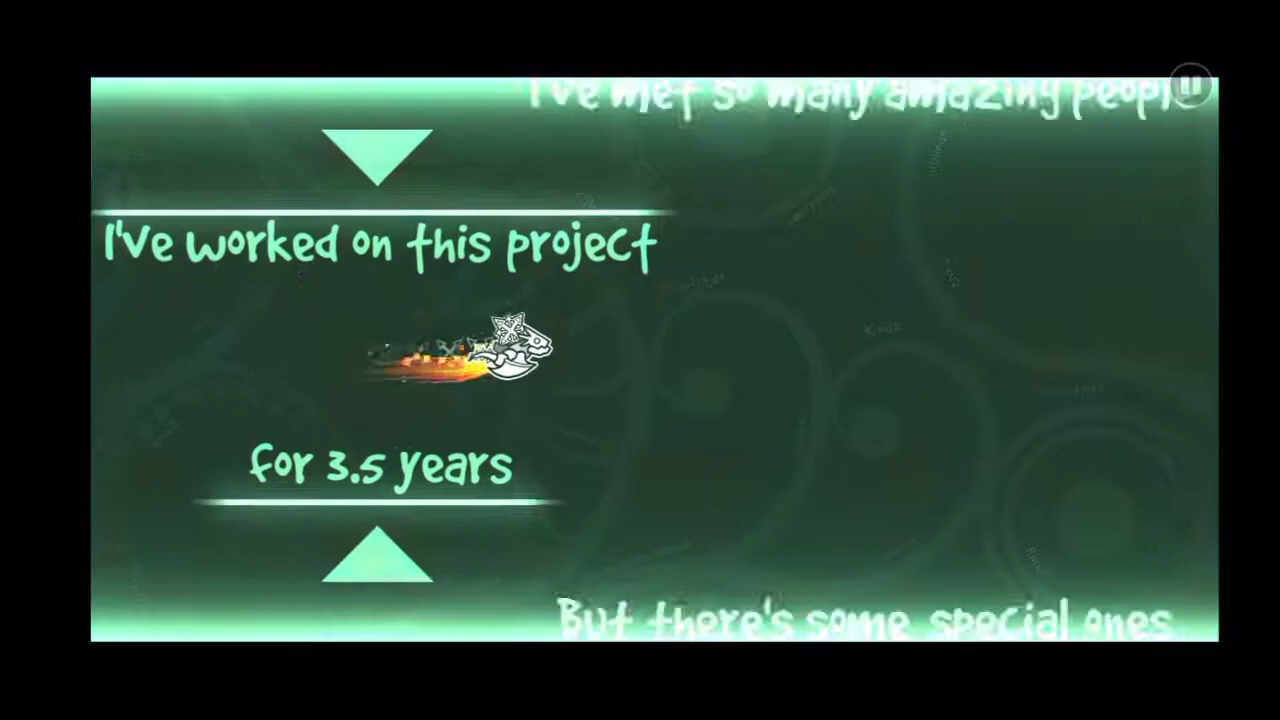 I've met so many amazing peopl
I've worked on this project
for 3.5 years
But there's some special ones